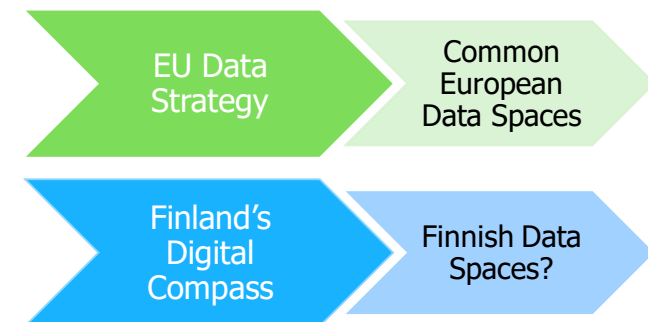 EU Data
Strategy
Common
European
Data Spaces
Finland’s
Digital
Compass
Finnish Data
Spaces?